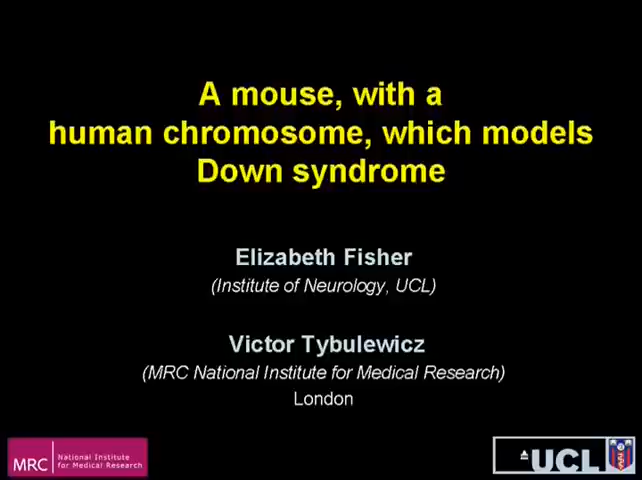 A mouse, with a
human chromosome, which models
Down syndrome
Elizabeth Fisher
(Institute of Neurology, UCL)
Victor Tybulewicz
(MRC National Institute for Medical Research)
London
MRC
National Institute
for Medical Research
UCL